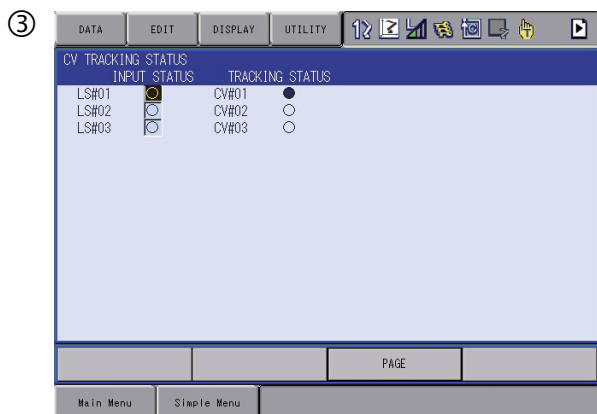 ③
DATA EDIT DISPLAY UTILITY
CV TRACKING STATUS
INPUT STATUS TRACKING STATUS
LS#01 CV#01
LS#02 CV#02
LS#03 CV#03
PAGE
Main Menu Simple Menu